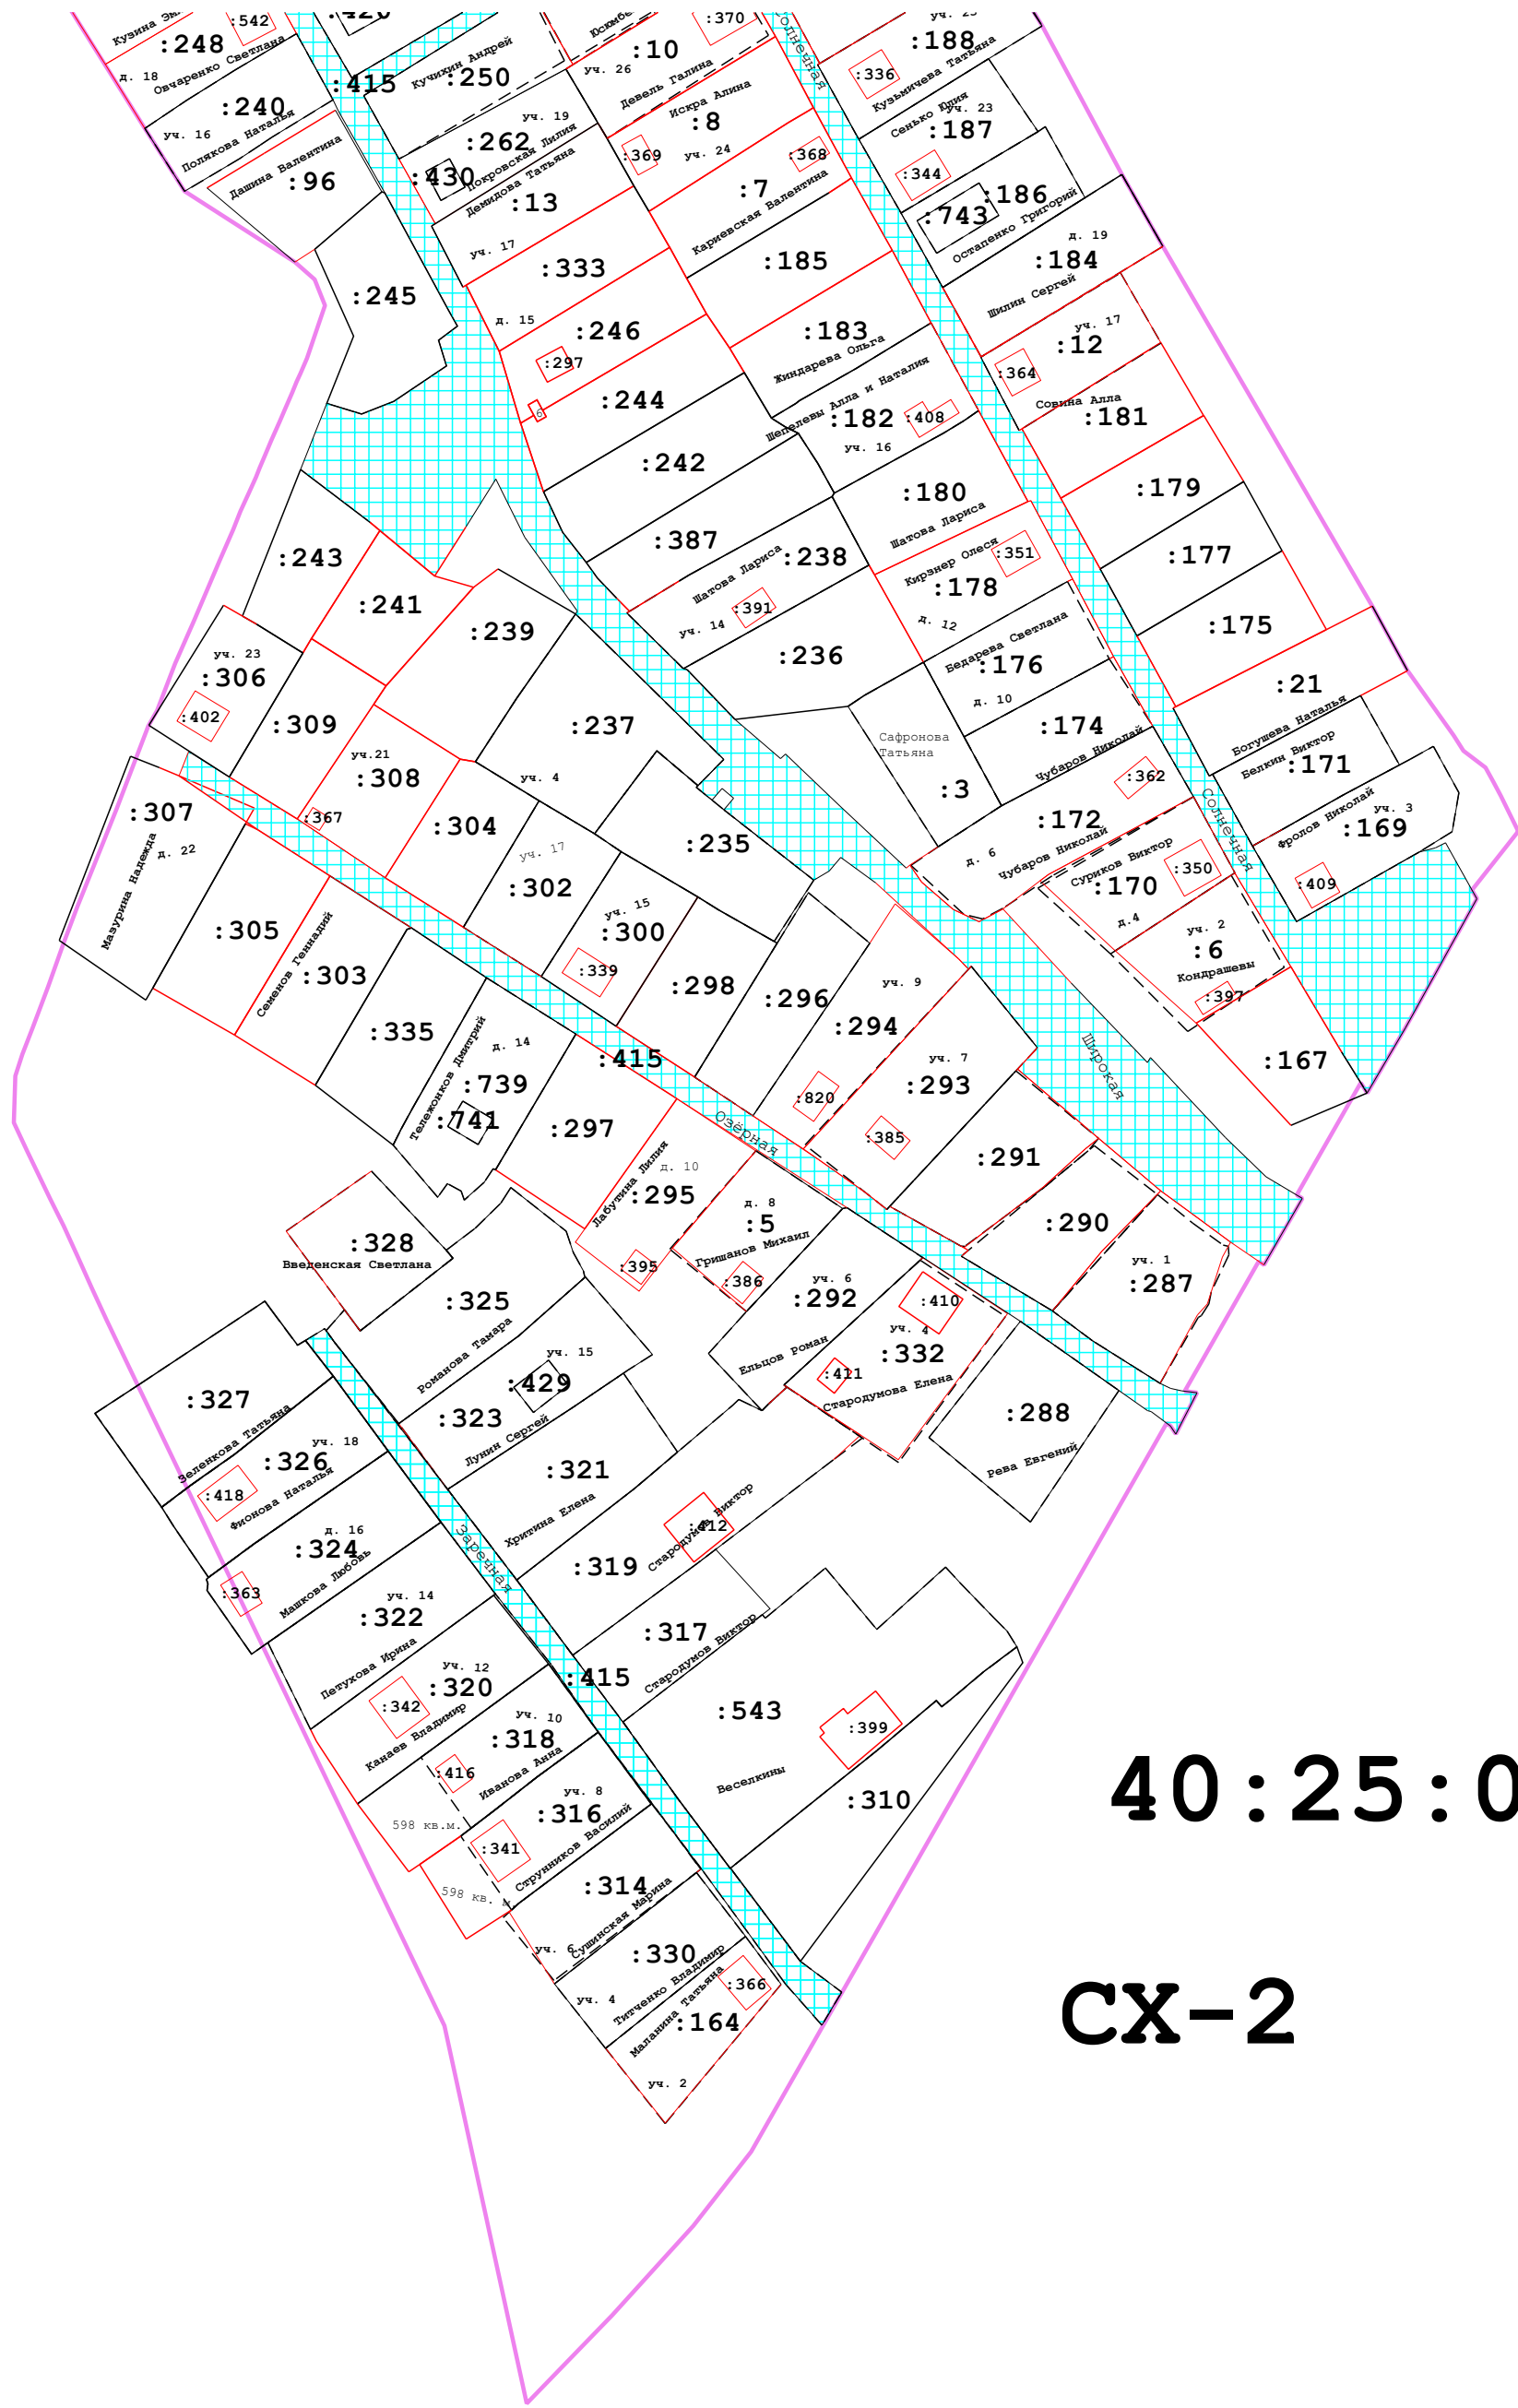 :542
:420
:370
:248
Овчаренко Светлана
д. 18
:415
Кучихин Андрей
:250
:10
уч. 26
Девель Галина
Солнечная
:188
:336
Кузьмичева Татьяна
:240
уч. 16
Полякова Наталья
уч. 19
:262
Покровская Лилия
:430
Искра Алина
:8
:369
уч. 24
:368
Сенько Юлия
уч. 23
:187
:344
Дашина Валентина
:96
Демидова Татьяна
:13
уч. 17
:7
Кариевская Валентина
:186
:743
Остапенко Григорий
:333
:185
д. 19
:184
Шилин Сергей
:245
д. 15
:246
:297
:183
Жиндарева Ольга
уч. 17
:12
:364
:244
6
Шепелевы Алла и Наталия
:182
:408
уч. 16
Совина Алла
:181
:242
:180
Шатова Лариса
:179
:243
:387
:238
Шатова Лариса
:391
уч. 14
Кирзнер Олеся
:351
:178
д. 12
:177
:241
:239
:236
Бедарева Светлана
:176
д. 10
:175
уч. 23
:306
:402
:309
:237
Сафронова
Татьяна
:3
:174
Чубаров Николай
:362
:21
Богушева Наталья
Белкин Виктор
:171
уч.21
:308
:367
уч. 4
:307
д. 22
Мазурина Надежда
:304
уч. 17
:302
:235
:172
д. 6
Чубаров Николай
Солнечная
Фролов Николай
уч. 3
:169
:409
Суриков Виктор
:350
:170
д.4
:305
Семенов Геннадий
:303
уч. 15
:300
:339
:298
:296
уч. 9
:294
уч. 2
:6
Кондрашевы
:397
:335
д. 14
:739
:741
Тележонков Дмитрий
:415
:820
уч. 7
:293
:385
Широкая
:167
:297
Озёрная
:291
Лабутина Лилия
д. 10
:295
:395
д. 8
:5
Гришанов Михаил
:386
:290
:328
Введенская Светлана
уч. 1
:287
:325
Романова Тамара
уч. 6
:292
Ельцов Роман
:410
уч. 4
:332
:411
Стародумова Елена
:327
Зеленкова Татьяна
уч. 15
:429
:323
Лунин Сергей
:288
Рева Евгений
уч. 18
:326
:418
Фионова Наталья
:321
Хритина Елена
д. 16
:324
:363
Машкова Любовь
Заречная
:412
Стародумов Виктор
:319
уч. 14
:322
Петухова Ирина
:317
Стародумов Виктор
уч. 12
:320
:342
Канаев Владимир
:415
:543
:399
Веселкины
уч. 10
:318
:416
Иванова Анна
40:25:0
:310
уч. 8
:316
598 кв.м.
:341
Струнников Василий
598 кв. м
:314
Сушинская Марина
уч. 6
:330
уч. 4
Титченко Владимир
:366
Маланина Татьяна
:164
уч. 2
СХ-2